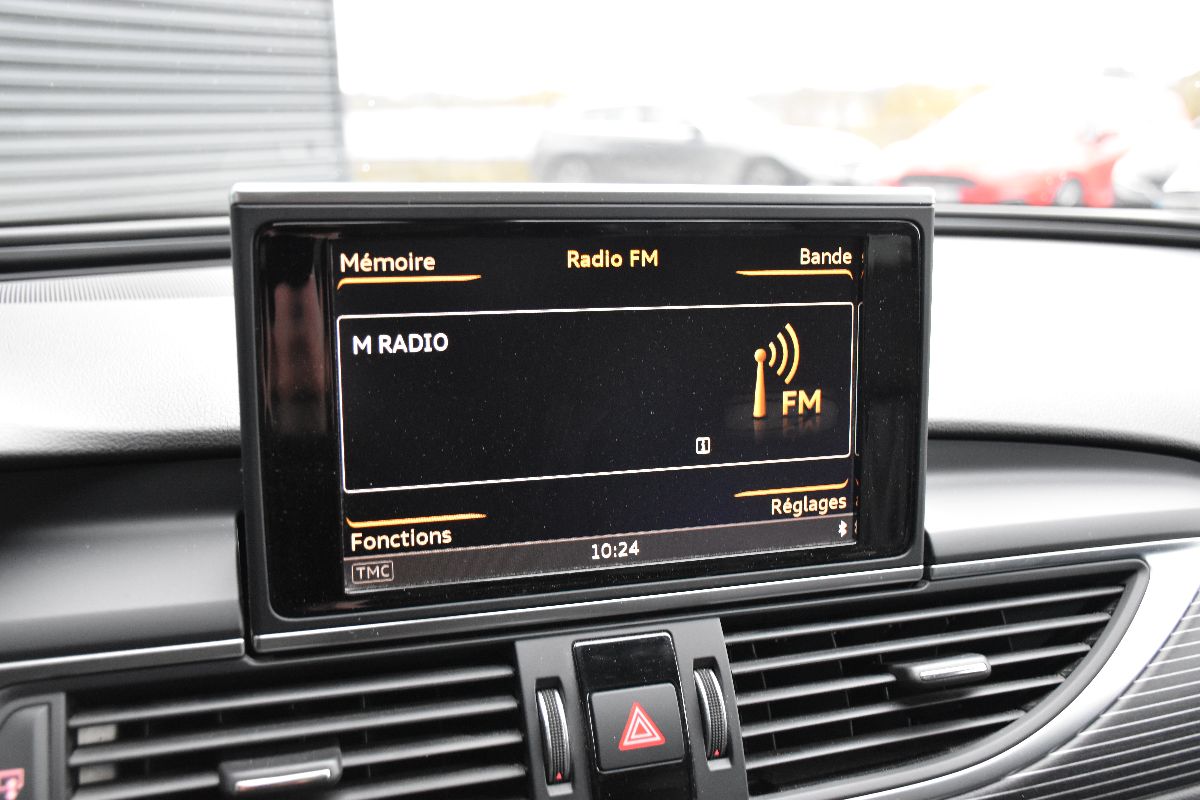 Mémoire
Radio FM
Bande
M RADIO
FM
Fonctions
Réglages
10:24
TMC